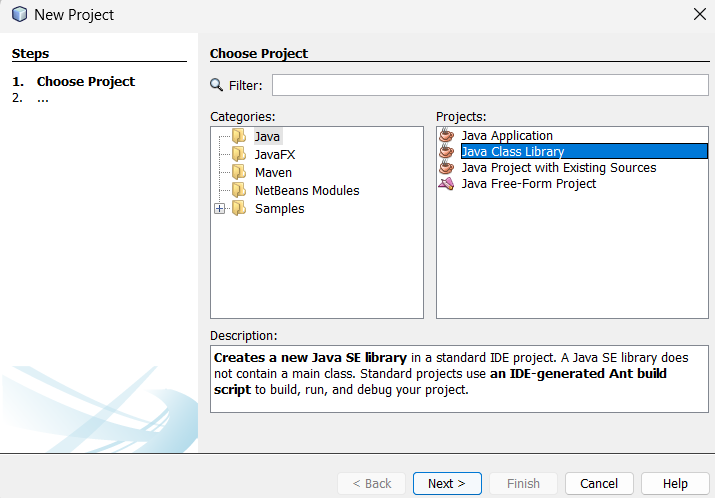 New Project
Steps
1. Choose Project
2. ...
Choose Project
Filter:
Categories:
Java
JavaFX
Maven
NetBeans Modules
Samples
Projects:
Java Application
Java Class Library
Java Project with Existing Sources
Java Free-Form Project
Description:
Creates a new Java SE library in a standard IDE project. A Java SE library does
not contain a main class. Standard projects use an IDE-generated Ant build
script to build, run, and debug your project.
< Back
Next >
Finish
Cancel
Help